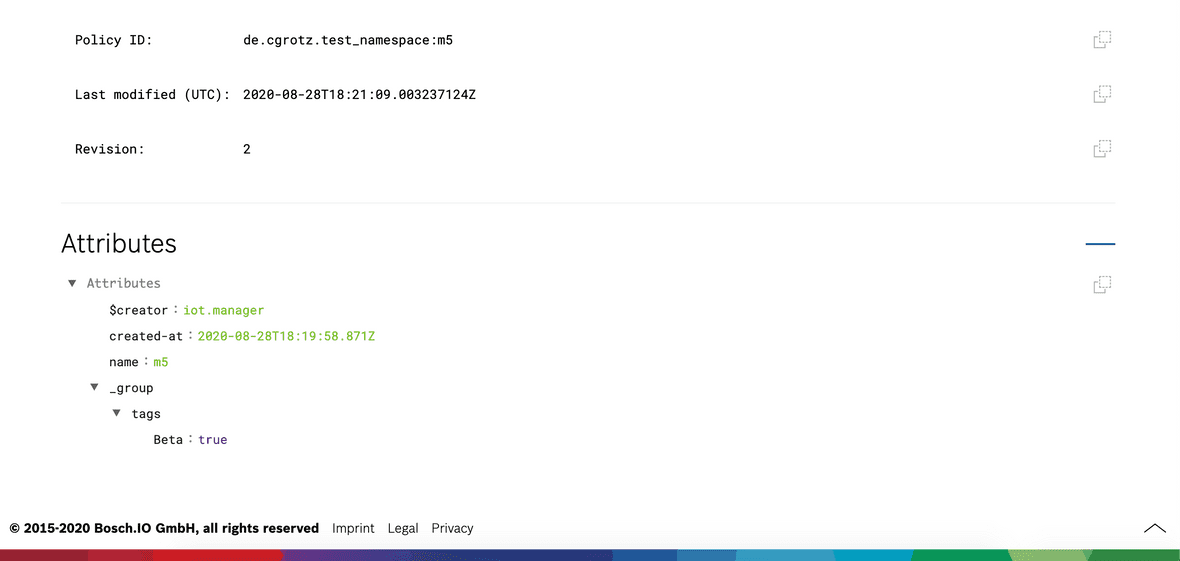 Policy ID: de.cgrotz.test_namespace:m5
Last modified (UTC): 2020-08-28T18:21:09.003237124Z
Revision: 2
Attributes
Attributes
$creator : iot.manager
created-at : 2020-08-28T18:19:58.871Z
name : m5
_group
tags
Beta : true
© 2015-2020 Bosch.IO GmbH, all rights reserved Imprint Legal Privacy